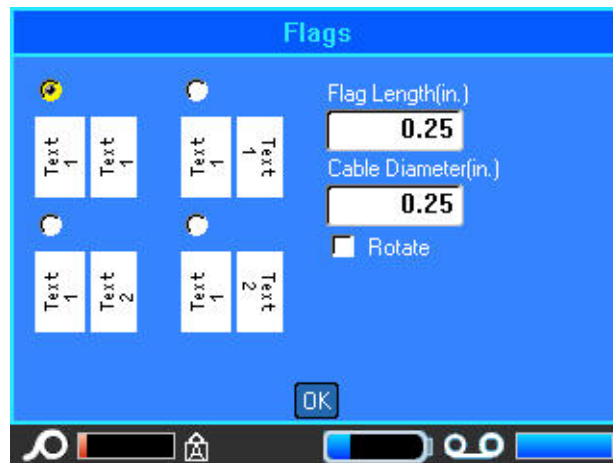 Flags
Flag Length(in.)
0.25
Cable Diameter(in.)
0.25
Rotate
Text
1
Text
1
Text
1
Text
1
Text
1
Text
2
Text
1
Text
2
OK
A